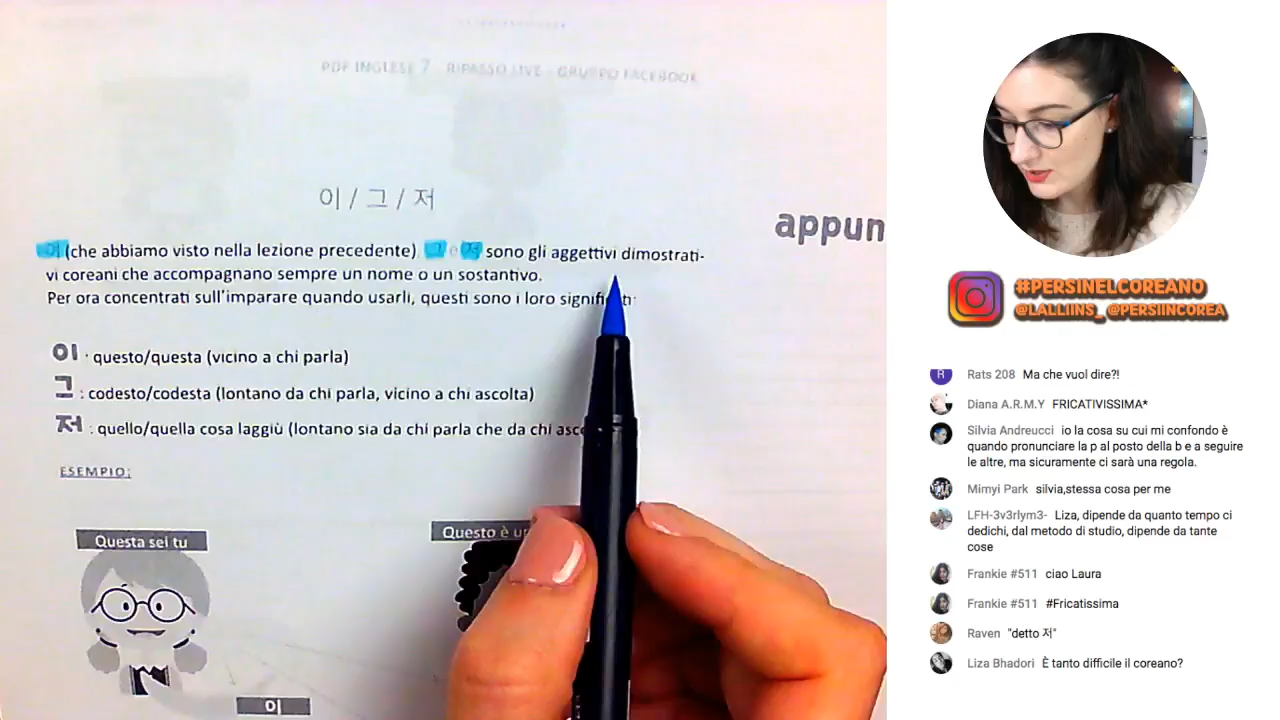 PDF INGLESE 7 - RIPASSO LIVE - GRUPPO FACEBOOK
이 / 그 / 저
appun
이 (che abbiamo visto nella lezione precedente) 그 e 저 sono gli aggettivi dimostrati-
vi coreani che accompagnano sempre un nome o un sostantivo.
Per ora concentrati sull'imparare quando usarli, questi sono i loro
이 : questo/questa (vicino a chi parla)
그 : codesto/codesta (lontano da chi parla, vicino a chi ascolta)
저 : quello/quella cosa laggiù (lontano sia da chi parla che da chi
ESEMPIO:
Questa sei tu
Questo è
이
#PERSINELCOREANO
@LALLIINS_ @PERSIINCOREA
R
Rats 208 Ma che vuol dire?!
Diana A.R.M.Y FRICATIVISSIMA*
Silvia Andreucci io la cosa su cui mi confondo è
quando pronunciare la p al posto della b e a seguire
le altre, ma sicuramente ci sarà una regola.
Mimyi Park silvia,stessa cosa per me
LFH-3v3rlym3- Liza, dipende da quanto tempo ci
dedichi, dal metodo di studio, dipende da tante
cose
Frankie #511 ciao Laura
Frankie #511 #Fricatissima
Raven "detto 저"
Liza Bhadori È tanto difficile il coreano?